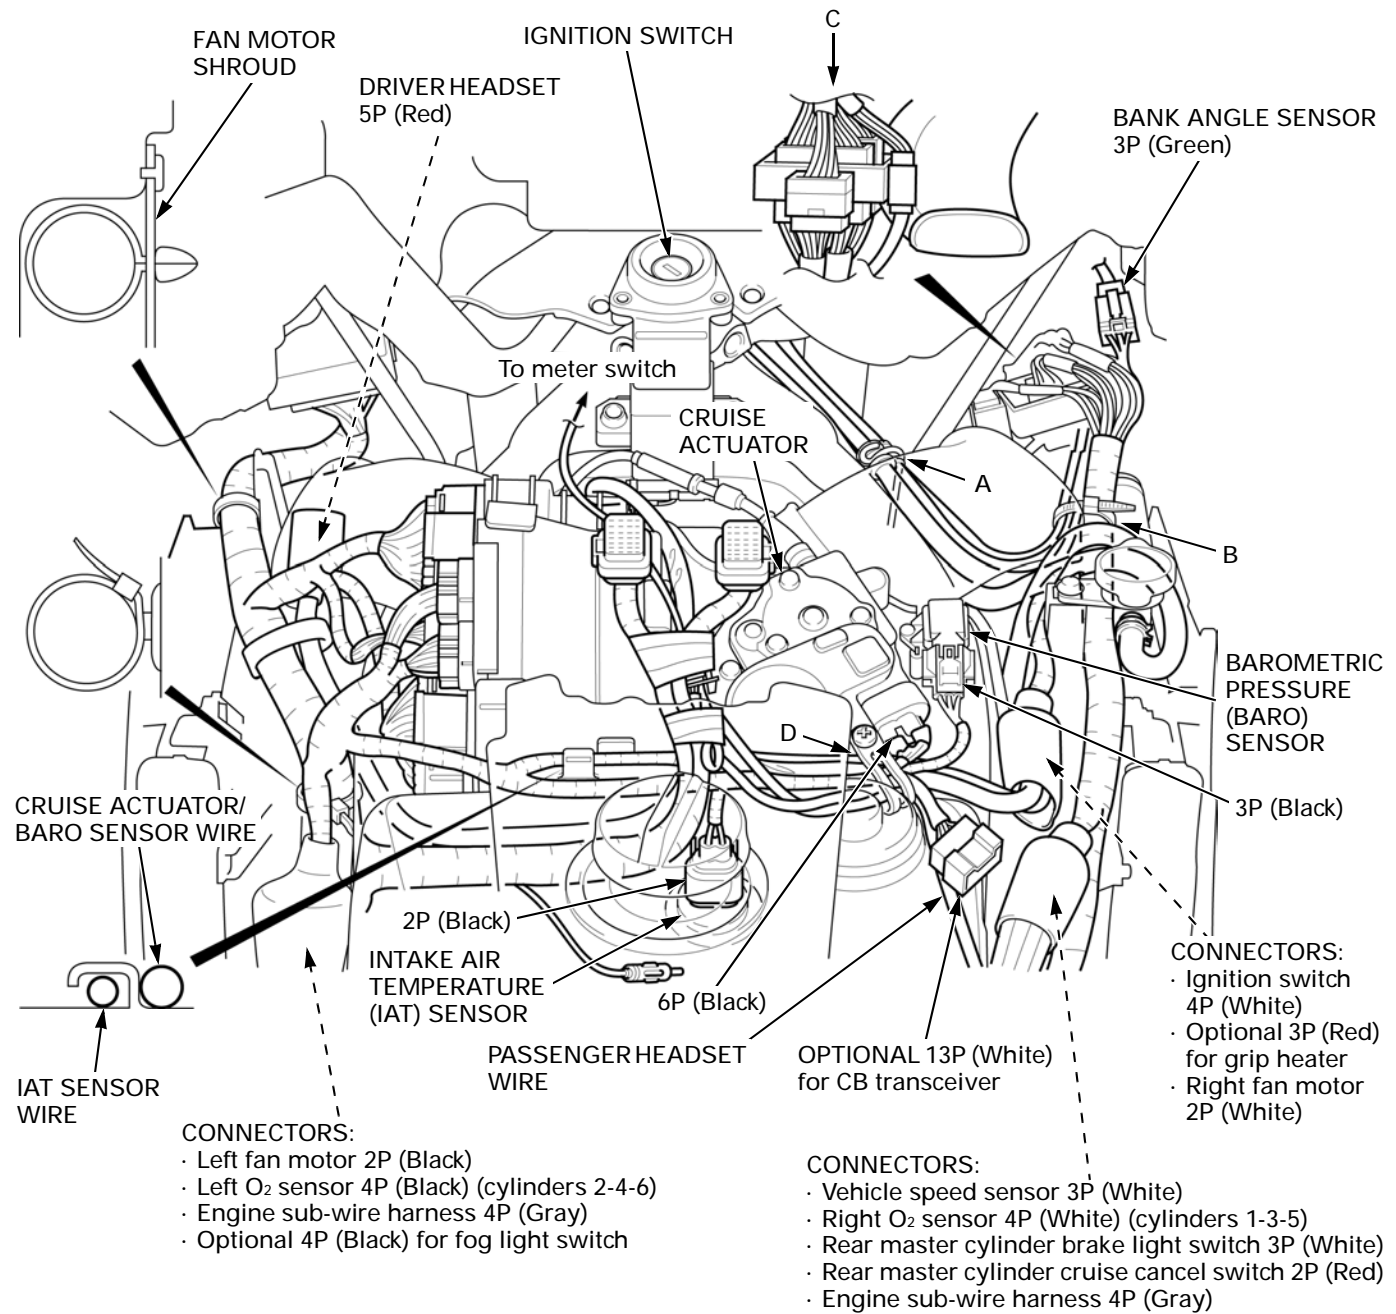 FAN MOTOR
SHROUD
DRIVER HEADSET
5P (Red)
IGNITION SWITCH
C
BANK ANGLE SENSOR
3P (Green)
To meter switch
CRUISE
ACTUATOR
A
B
BAROMETRIC
PRESSURE
(BARO)
SENSOR
D
3P (Black)
CRUISE ACTUATOR/
BARO SENSOR WIRE
2P (Black)
INTAKE AIR
TEMPERATURE
(IAT) SENSOR
6P (Black)
PASSENGER HEADSET
WIRE
OPTIONAL 13P (White)
for CB transceiver
CONNECTORS:
· Ignition switch
4P (White)
· Optional 3P (Red)
for grip heater
· Right fan motor
2P (White)
IAT SENSOR
WIRE
CONNECTORS:
· Left fan motor 2P (Black)
· Left O₂ sensor 4P (Black) (cylinders 2-4-6)
· Engine sub-wire harness 4P (Gray)
· Optional 4P (Black) for fog light switch
CONNECTORS:
· Vehicle speed sensor 3P (White)
· Right O₂ sensor 4P (White) (cylinders 1-3-5)
· Rear master cylinder brake light switch 3P (White)
· Rear master cylinder cruise cancel switch 2P (Red)
· Engine sub-wire harness 4P (Gray)